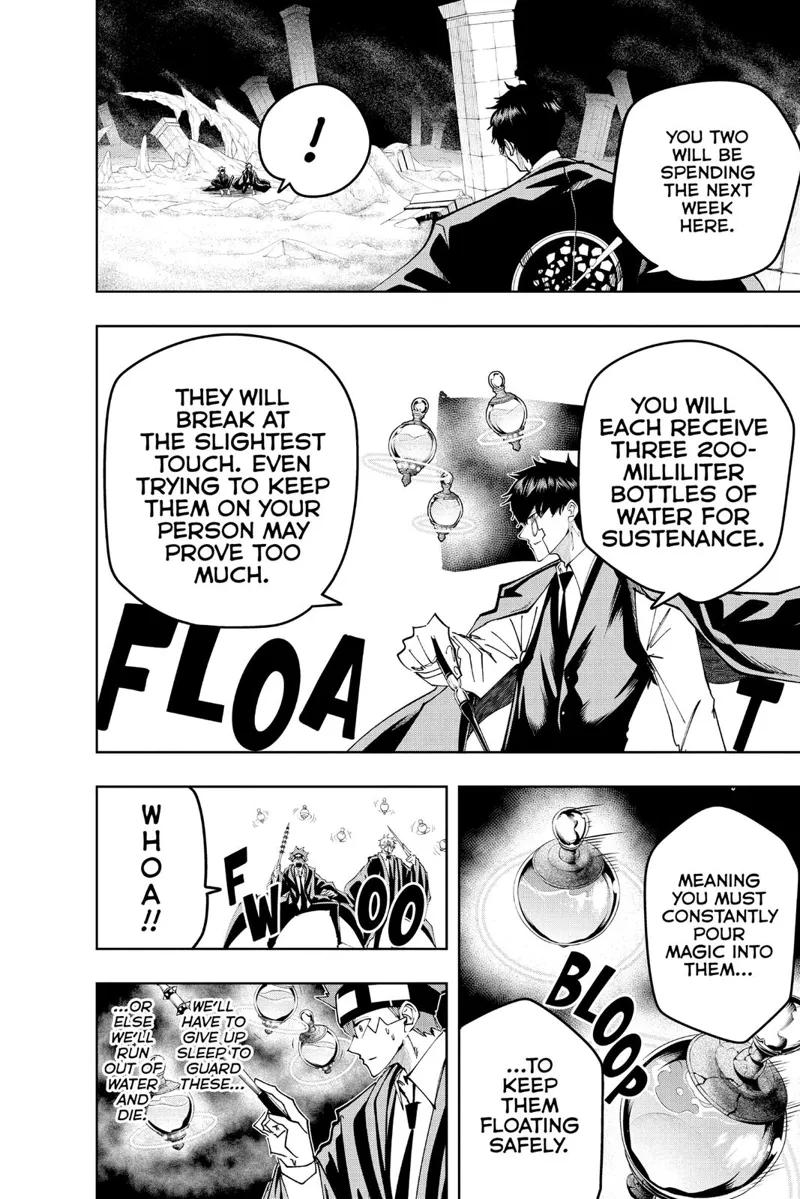 YOU TWO
WILL BE
SPENDING
THE NEXT
WEEK
HERE.
!
YOU WILL
EACH RECEIVE
THREE 200-
MILLILITER
BOTTLES OF
WATER FOR
SUSTENANCE.
THEY WILL
BREAK AT
THE SLIGHTEST
TOUCH. EVEN
TRYING TO KEEP
THEM ON YOUR
PERSON MAY
PROVE TOO
MUCH.
FLOAT
MEANING
YOU MUST
CONSTANTLY
POUR
MAGIC INTO
THEM...
BLOOP
...TO
KEEP
THEM
FLOATING
SAFELY.
FWOO
WHOA!!
WE'LL
HAVE TO
GIVE UP
SLEEP TO
GUARD
THESE...
...OR
ELSE
WE'LL
RUN
OUT OF
WATER
AND
DIE.